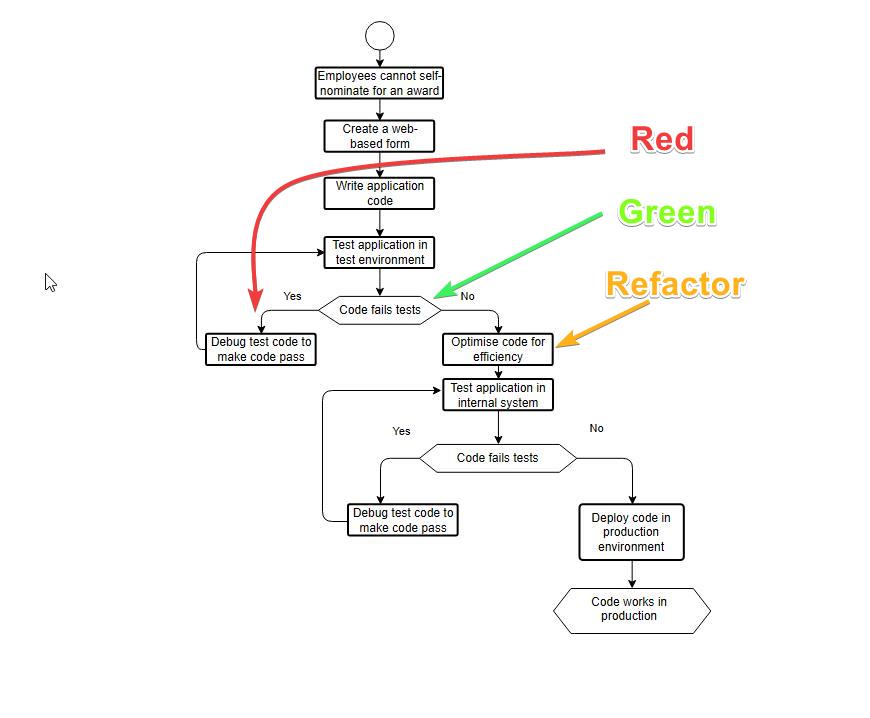 Employees cannot self-
nominate for an award
Create a web-
based form
Red
Write application
code
Green
Test application in
test environment
Refactor
Yes
No
Code fails tests
Debug test code to
make code pass
Optimise code for
efficiency
Test application in
internal system
Yes
No
Code fails tests
Debug test code to
make code pass
Deploy code in
production
environment
Code works in
production